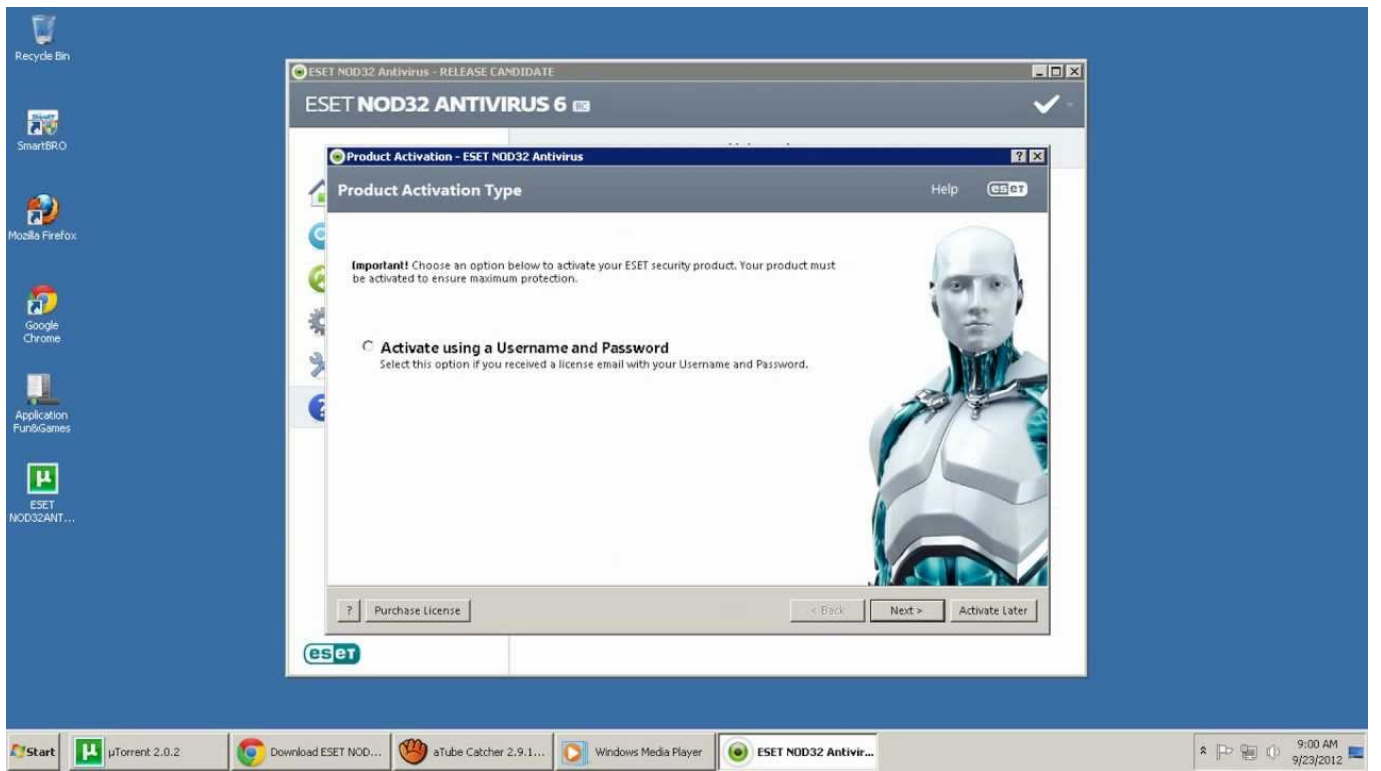 Recycle Bin
SmartBRO
Mozilla Firefox
Google
Chrome
Application
Fun&Games
ESET
NOD32ANT...
ESET NOD32 Antivirus - RELEASE CANDIDATE
ESET NOD32 ANTIVIRUS 6 RC
Product Activation - ESET NOD32 Antivirus
Product Activation Type
Help
eseT
Important! Choose an option below to activate your ESET security product. Your product must
be activated to ensure maximum protection.
Activate using a Username and Password
Select this option if you received a license email with your Username and Password.
? Purchase License
< Back
Next >
Activate Later
eseT
Start
µTorrent 2.0.2
Download ESET NOD...
aTube Catcher 2.9.1...
Windows Media Player
ESET NOD32 Antivir...
9:00 AM
9/23/2012